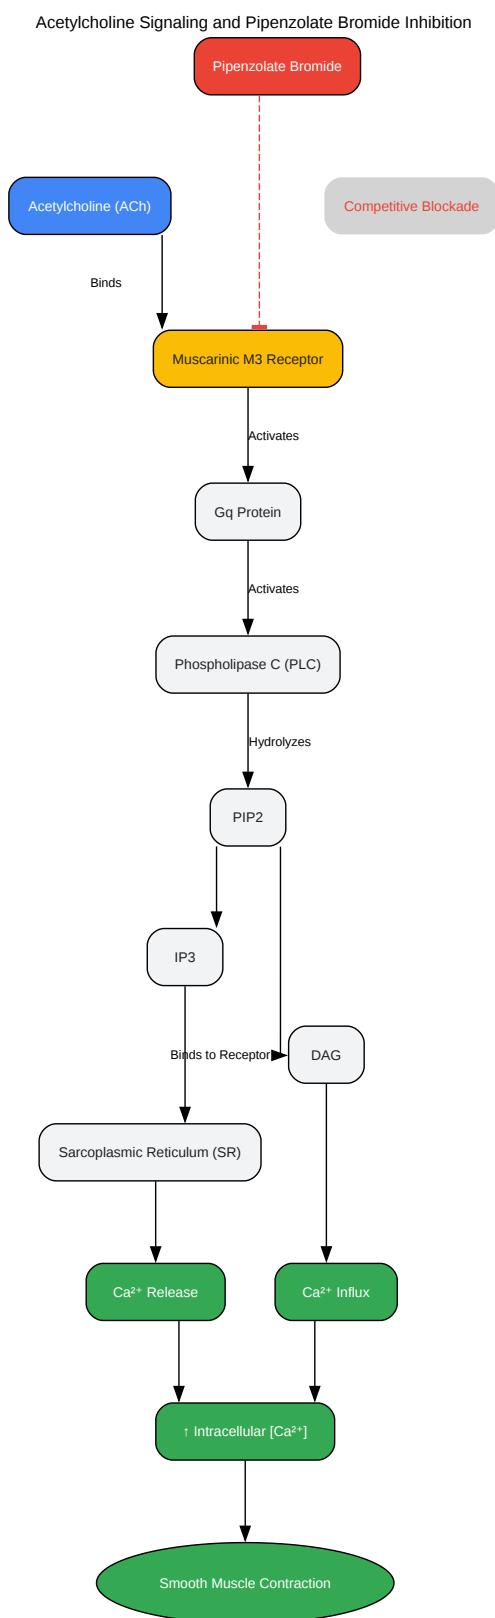 Acetylcholine Signaling and Pipenzolate Bromide Inhibition
Pipenzolate Bromide
Acetylcholine (ACh)
Competitive Blockade
Binds
Muscarinic M3 Receptor
Activates
Gq Protein
Activates
Phospholipase C (PLC)
Hydrolyzes
PIP2
IP3
Binds to Receptor
DAG
Sarcoplasmic Reticulum (SR)
Ca²⁺ Release
Ca²⁺ Influx
↑ Intracellular [Ca²⁺]
Smooth Muscle Contraction